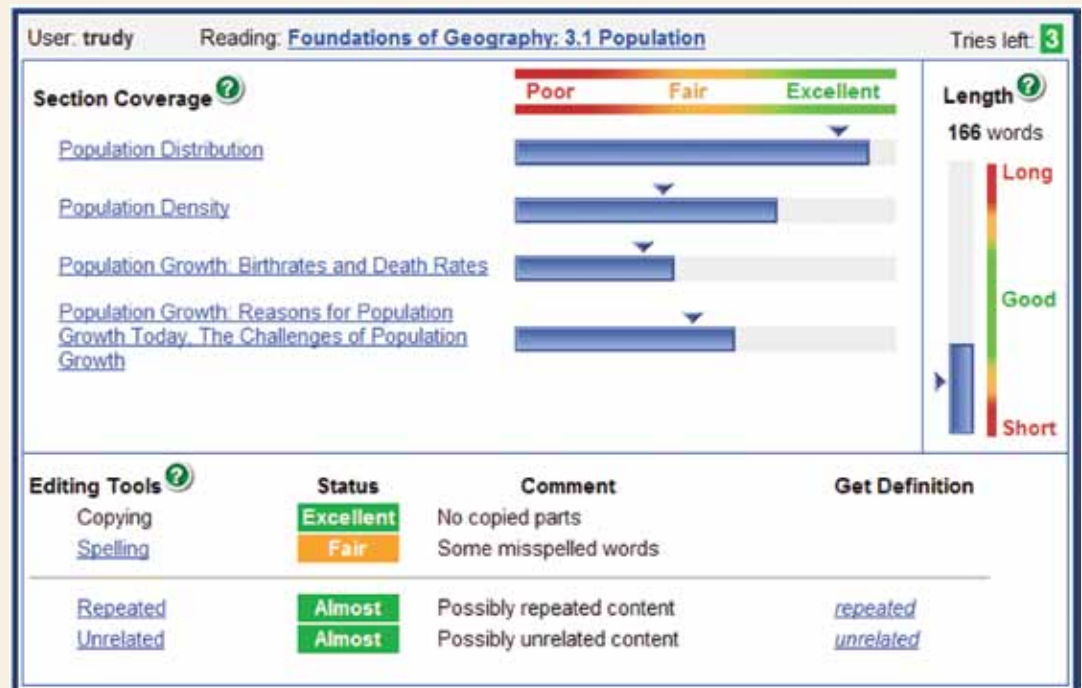 User: trudy Reading: Foundations of Geography: 3.1 Population Tries left: 3
Section Coverage ? Poor Fair Excellent Length ?
166 words
Population Distribution
Population Density
Population Growth: Birthrates and Death Rates
Population Growth: Reasons for Population
Growth Today, The Challenges of Population
Growth
Long
Good
Short
Editing Tools ? Status Comment Get Definition
Copying Excellent No copied parts
Spelling Fair Some misspelled words
Repeated Almost Possibly repeated content repeated
Unrelated Almost Possibly unrelated content unrelated